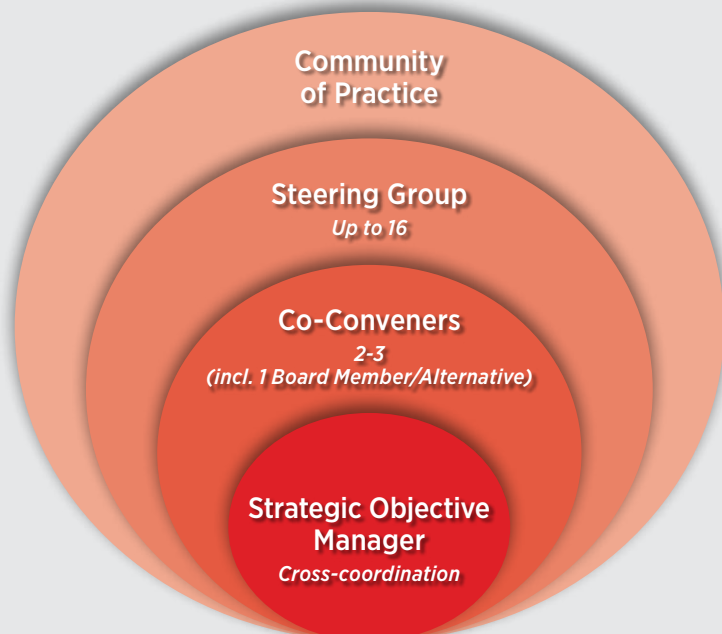 Community
of Practice
Steering Group
Up to 16
Co-Conveners
2-3
(incl. 1 Board Member/Alternative)
Strategic Objective
Manager
Cross-coordination